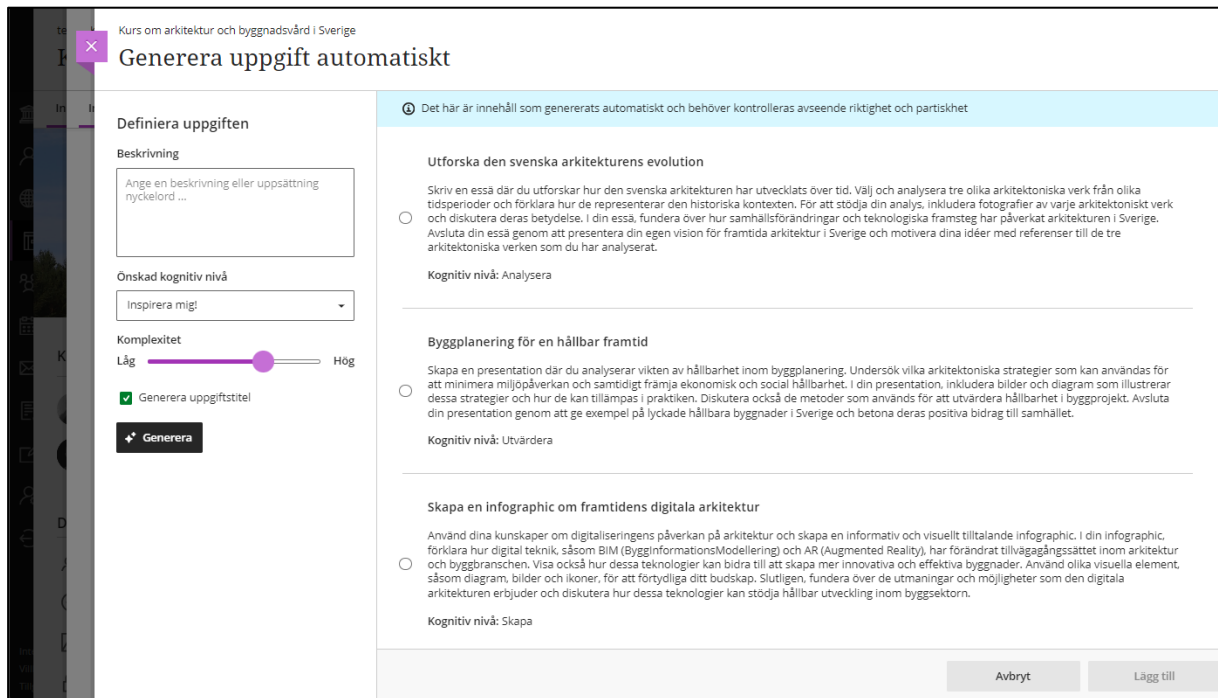 Kurs om arkitektur och byggnadsvård i Sverige
Generera uppgift automatiskt
Definiera uppgiften
Beskrivning
Ange en beskrivning eller uppsättning
nyckelord ...
Önskad kognitiv nivå
Inspirera mig!
Komplexitet
Låg
Hög
Generera uppgiftstitel
Generera
Det här är innehåll som genererats automatiskt och behöver kontrolleras avseende riktighet och partiskhet
Utforska den svenska arkitekturens evolution
Skriv en essä där du utforskar hur den svenska arkitekturen har utvecklats över tid. Välj och analysera tre olika arkitektoniska verk från olika
tidsperioder och förklara hur de representerar den historiska kontexten. För att stödja din analys, inkludera fotografier av varje arkitektoniskt verk
och diskutera deras betydelse. I din essä, fundera över hur samhällsförändringar och teknologiska framsteg har påverkat arkitekturen i Sverige.
Avsluta din essä genom att presentera din egen vision för framtida arkitektur i Sverige och motivera dina idéer med referenser till de tre
arkitektoniska verken som du har analyserat.
Kognitiv nivå: Analysera
Byggplanering för en hållbar framtid
Skapa en presentation där du analyserar vikten av hållbarhet inom byggplanering. Undersök vilka arkitektoniska strategier som kan användas för
att minimera miljöpåverkan och samtidigt främja ekonomisk och social hållbarhet. I din presentation, inkludera bilder och diagram som illustrerar
dessa strategier och hur de kan tillämpas i praktiken. Diskutera också de metoder som används för att utvärdera hållbarhet i byggprojekt. Avsluta
din presentation genom att ge exempel på lyckade hållbara byggnader i Sverige och betona deras positiva bidrag till samhället.
Kognitiv nivå: Utvärdera
Skapa en infographic om framtidens digitala arkitektur
Använd dina kunskaper om digitaliseringens påverkan på arkitektur och skapa en informativ och visuellt tilltalande infographic. I din infographic,
förklara hur digital teknik, såsom BIM (ByggInformationsModellering) och AR (Augmented Reality), har förändrat tillvägagångssättet inom arkitektur
och byggbranschen. Visa också hur dessa teknologier kan bidra till att skapa mer innovativa och effektiva byggnader. Använd olika visuella element,
såsom diagram, bilder och ikoner, för att förtydliga ditt budskap. Slutligen, fundera över de utmaningar och möjligheter som den digitala
arkitekturen erbjuder och diskutera hur dessa teknologier kan stödja hållbar utveckling inom byggsektorn.
Kognitiv nivå: Skapa
Avbryt
Lägg till